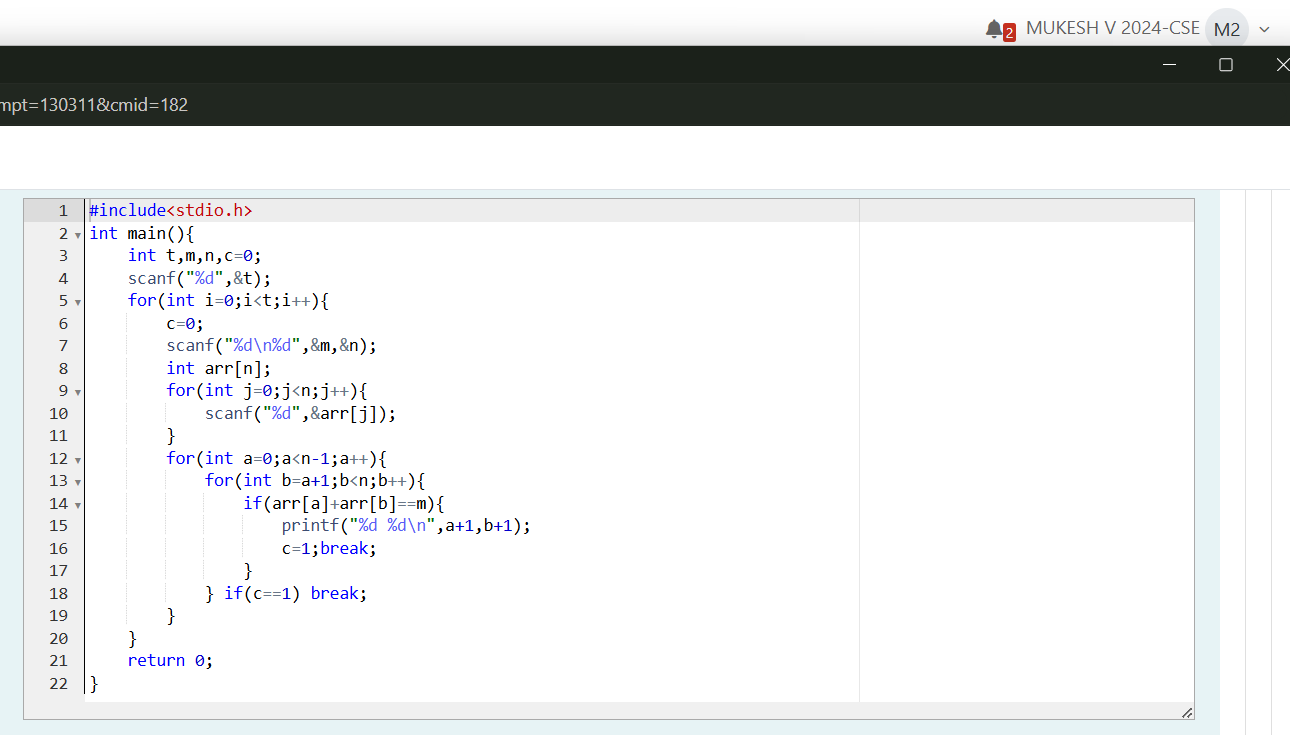 2 MUKESH V 2024-CSE M2
mpt=130311&cmid=182
1 #include<stdio.h>
2 int main(){
3     int t,m,n,c=0;
4     scanf("%d",&t);
5     for(int i=0;i<t;i++){
6         c=0;
7         scanf("%d\n%d",&m,&n);
8         int arr[n];
9         for(int j=0;j<n;j++){
10             scanf("%d",&arr[j]);
11         }
12         for(int a=0;a<n-1;a++){
13             for(int b=a+1;b<n;b++){
14                 if(arr[a]+arr[b]==m){
15                     printf("%d %d\n",a+1,b+1);
16                     c=1;break;
17                 }
18             } if(c==1) break;
19         }
20     }
21     return 0;
22 }